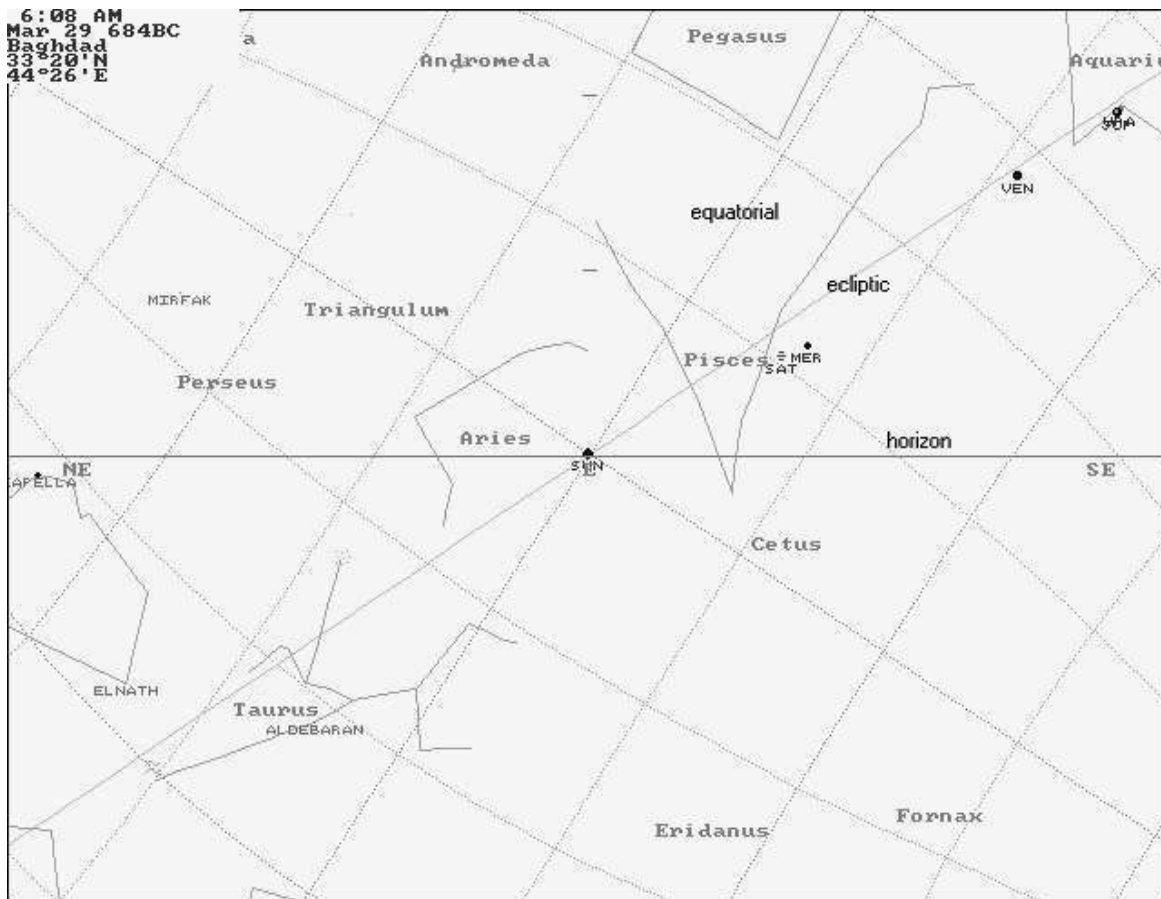 6:08 AM
Mar 29 684BC
Baghdad
33°20'N
44°26'E
a
Pegasus
Andromeda
Aquariu
VEN
equatorial
ecliptic
MIRFAK
Triangulum
Pisces
MER
SAT
Perseus
Aries
horizon
NE
SUN
E
SE
CAPELLA
Cetus
ELNATH
Taurus
ALDEBARAN
Fornax
Eridanus